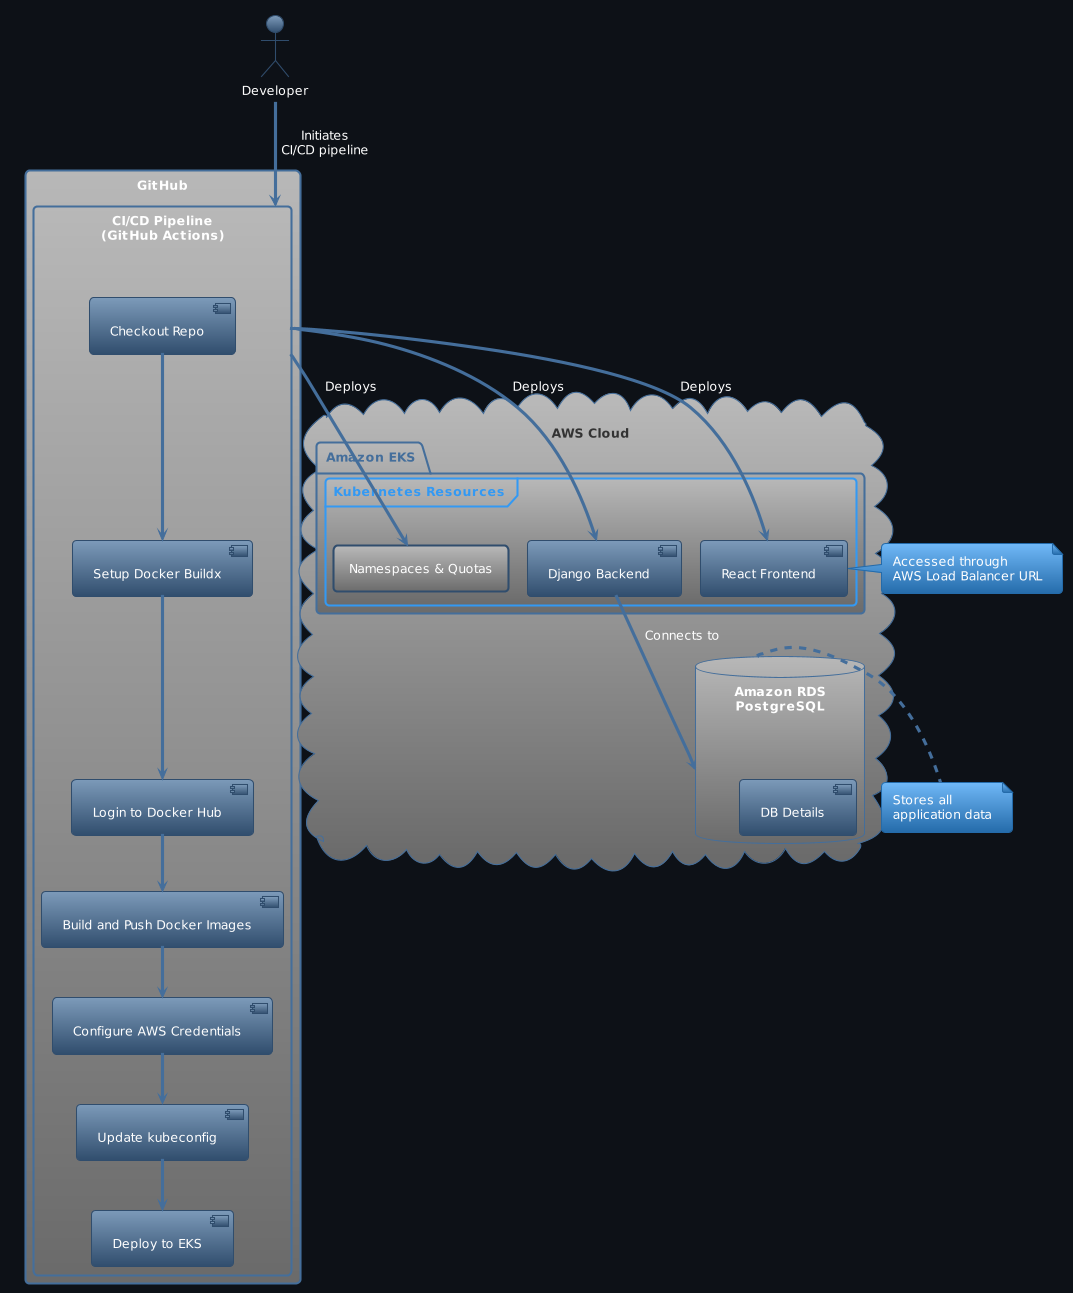 Developer
Initiates
CI/CD pipeline
GitHub
CI/CD Pipeline
(GitHub Actions)
Checkout Repo
Setup Docker Buildx
Login to Docker Hub
Build and Push Docker Images
Configure AWS Credentials
Update kubeconfig
Deploy to EKS
Deploys
Deploys
Deploys
AWS Cloud
Amazon EKS
Kubernetes Resources
Namespaces & Quotas
Django Backend
React Frontend
Accessed through
AWS Load Balancer URL
Connects to
Amazon RDS
PostgreSQL
DB Details
Stores all
application data